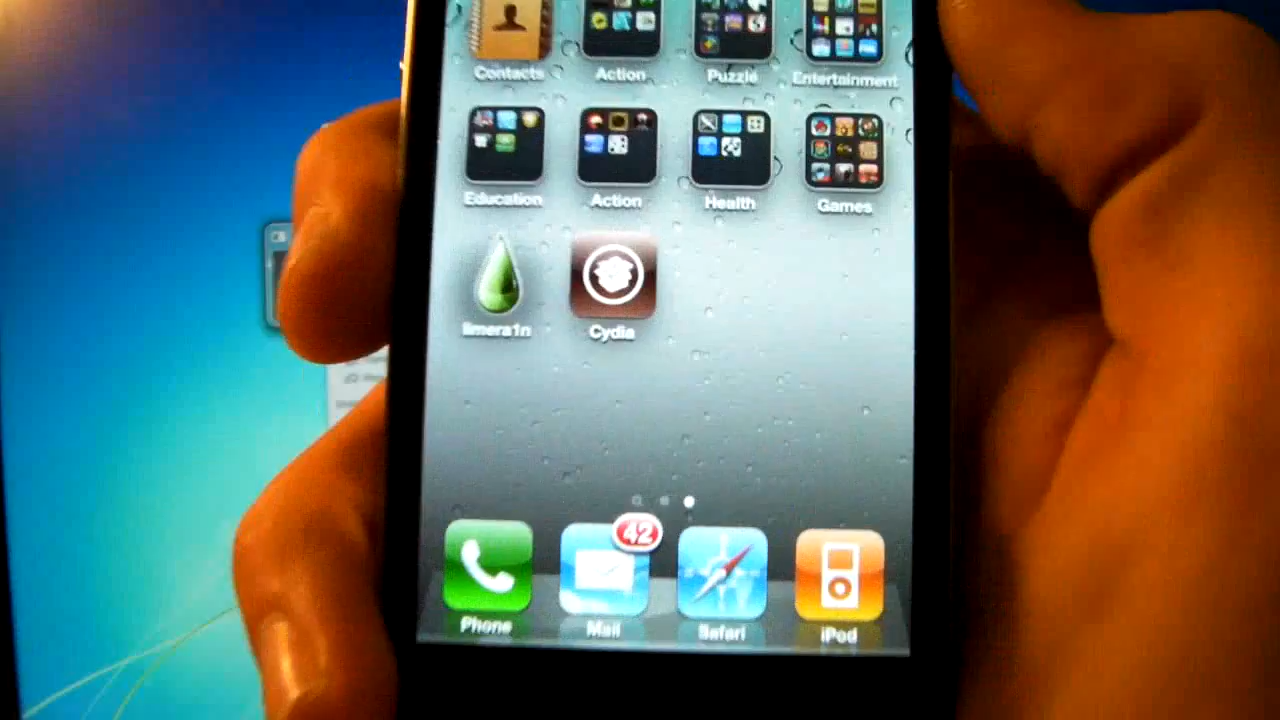 Contacts Action Puzzle Entertainment
Education Action Health Games
limera1n Cydia
42
Phone Mail Safari iPod